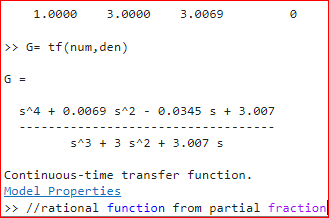 1.0000 3.0000 3.0069 0
>> G= tf(num,den)
G =
s^4 + 0.0069 s^2 - 0.0345 s + 3.007
-----------------------------------
s^3 + 3 s^2 + 3.007 s
Continuous-time transfer function.
Model Properties
>> //rational function from partial fraction